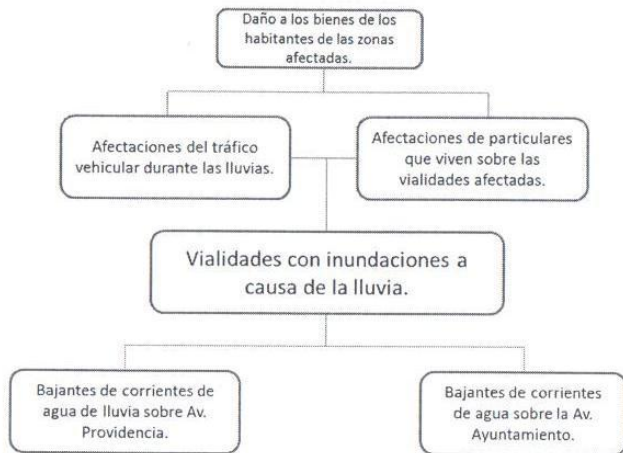 Daño a los bienes de los
habitantes de las zonas
afectadas.
Afectaciones del tráfico
vehicular durante las lluvias.
Afectaciones de particulares
que viven sobre las
vialidades afectadas.
Vialidades con inundaciones a
causa de la lluvia.
Bajantes de corrientes de
agua de lluvia sobre Av.
Providencia.
Bajantes de corrientes
de agua sobre la Av.
Ayuntamiento.